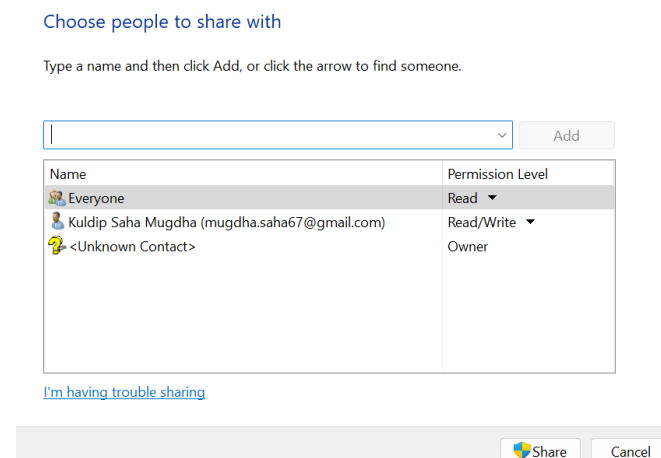 Choose people to share with
Type a name and then click Add, or click the arrow to find someone.
Add
Name Permission Level
Everyone Read
Kuldip Saha Mugdha (mugdha.saha67@gmail.com) Read/Write
<Unknown Contact> Owner
I'm having trouble sharing
Share Cancel